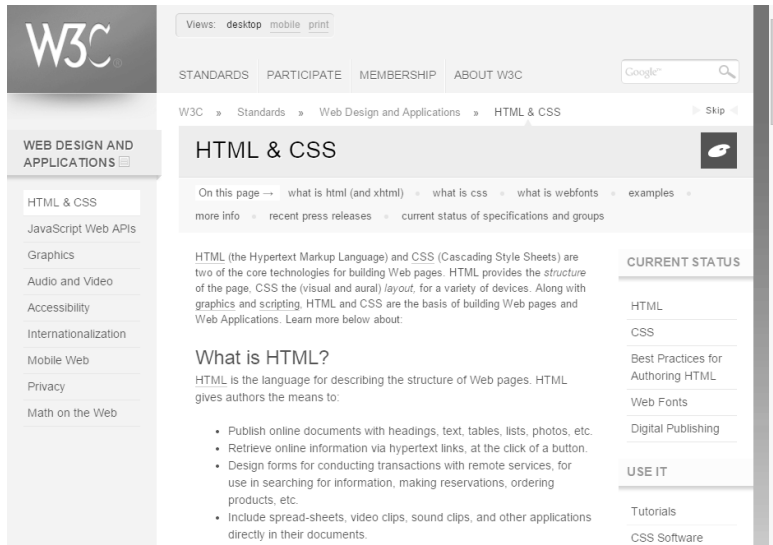 W3C®
Views: desktop mobile print
STANDARDS PARTICIPATE MEMBERSHIP ABOUT W3C
Google™
W3C » Standards » Web Design and Applications » HTML & CSS
Skip
WEB DESIGN AND
APPLICATIONS
HTML & CSS
JavaScript Web APIs
Graphics
Audio and Video
Accessibility
Internationalization
Mobile Web
Privacy
Math on the Web
HTML & CSS
On this page → what is html (and xhtml) • what is css • what is webfonts • examples •
more info • recent press releases • current status of specifications and groups
HTML (the Hypertext Markup Language) and CSS (Cascading Style Sheets) are
two of the core technologies for building Web pages. HTML provides the structure
of the page, CSS the (visual and aural) layout, for a variety of devices. Along with
graphics and scripting, HTML and CSS are the basis of building Web pages and
Web Applications. Learn more below about:
What is HTML?
HTML is the language for describing the structure of Web pages. HTML
gives authors the means to:
• Publish online documents with headings, text, tables, lists, photos, etc.
• Retrieve online information via hypertext links, at the click of a button.
• Design forms for conducting transactions with remote services, for
use in searching for information, making reservations, ordering
products, etc.
• Include spread-sheets, video clips, sound clips, and other applications
directly in their documents.
CURRENT STATUS
HTML
CSS
Best Practices for
Authoring HTML
Web Fonts
Digital Publishing
USE IT
Tutorials
CSS Software